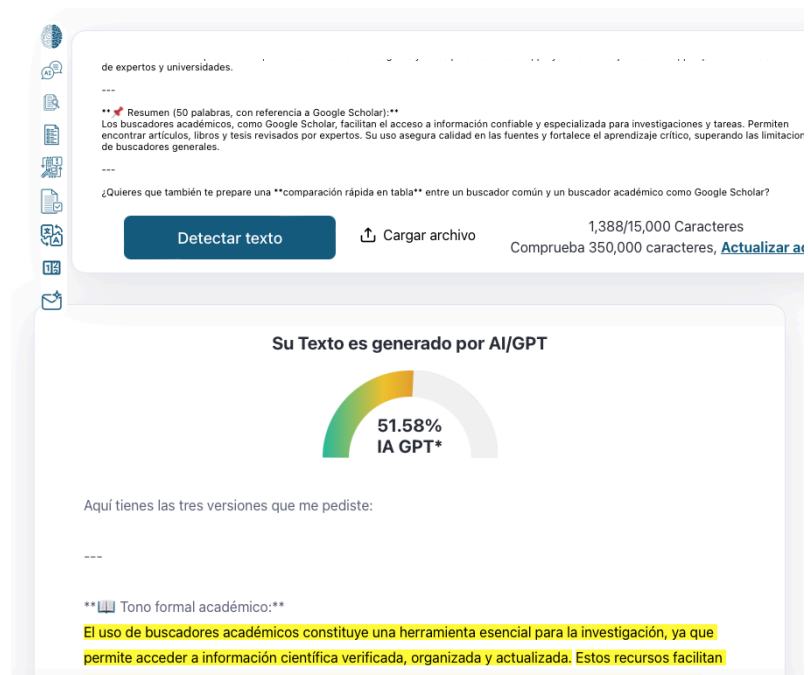 de expertos y universidades.
---
**📌 Resumen (50 palabras, con referencia a Google Scholar):**
Los buscadores académicos, como Google Scholar, facilitan el acceso a información confiable y especializada para investigaciones y tareas. Permiten
encontrar artículos, libros y tesis revisados por expertos. Su uso asegura calidad en las fuentes y fortalece el aprendizaje crítico, superando las limitacion
de buscadores generales.
---
¿Quieres que también te prepare una **comparación rápida en tabla** entre un buscador común y un buscador académico como Google Scholar?
Detectar texto
Cargar archivo
1,388/15,000 Caracteres
Comprueba 350,000 caracteres, Actualizar ac
Su Texto es generado por AI/GPT
51.58%
IA GPT*
Aquí tienes las tres versiones que me pediste:
---
**📖 Tono formal académico:**
El uso de buscadores académicos constituye una herramienta esencial para la investigación, ya que
permite acceder a información científica verificada, organizada y actualizada. Estos recursos facilitan